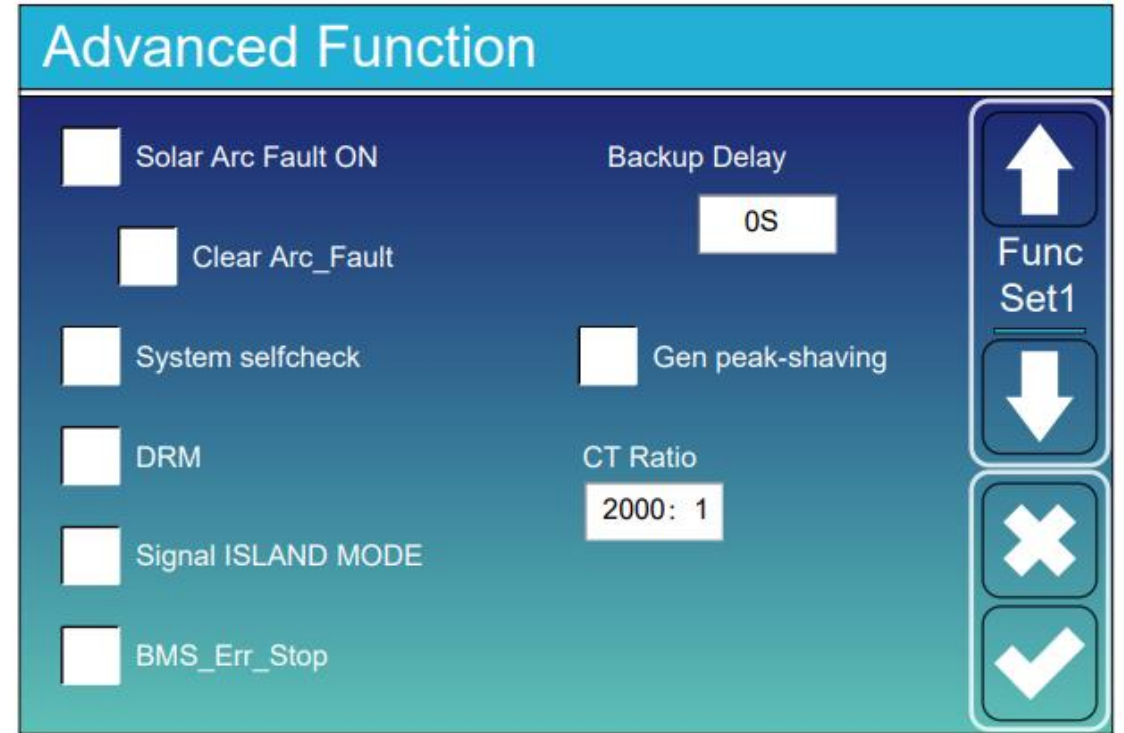 Advanced Function
Solar Arc Fault ON
Clear Arc_Fault
System selfcheck
DRM
Signal ISLAND MODE
BMS_Err_Stop
Backup Delay
0S
Gen peak-shaving
CT Ratio
2000: 1
Func
Set1